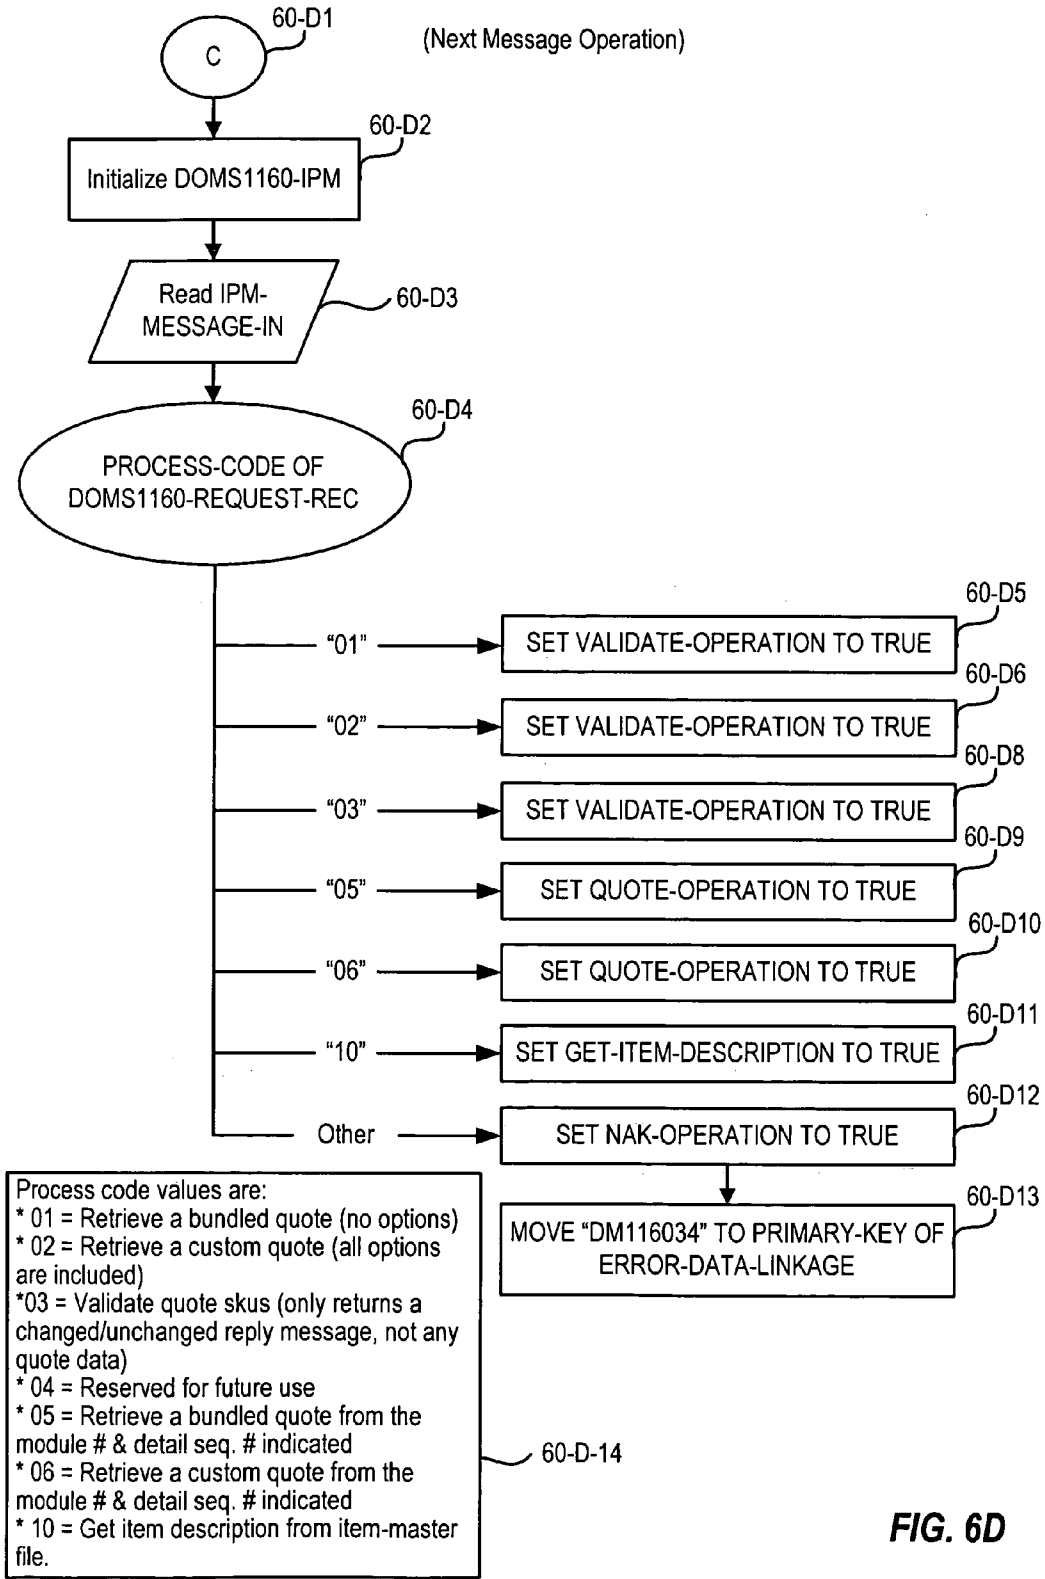 60-D1
C
(Next Message Operation)
60-D2
Initialize DOMS1160-IPM
Read IPM-
MESSAGE-IN
60-D3
60-D4
PROCESS-CODE OF
DOMS1160-REQUEST-REC
60-D5
“01”
SET VALIDATE-OPERATION TO TRUE
60-D6
“02”
SET VALIDATE-OPERATION TO TRUE
60-D8
“03”
SET VALIDATE-OPERATION TO TRUE
60-D9
“05”
SET QUOTE-OPERATION TO TRUE
60-D10
“06”
SET QUOTE-OPERATION TO TRUE
60-D11
“10”
SET GET-ITEM-DESCRIPTION TO TRUE
60-D12
Other
SET NAK-OPERATION TO TRUE
60-D13
MOVE “DM116034” TO PRIMARY-KEY OF
ERROR-DATA-LINKAGE
Process code values are:
* 01 = Retrieve a bundled quote (no options)
* 02 = Retrieve a custom quote (all options
are included)
*03 = Validate quote skus (only returns a
changed/unchanged reply message, not any
quote data)
* 04 = Reserved for future use
* 05 = Retrieve a bundled quote from the
module # & detail seq. # indicated
* 06 = Retrieve a custom quote from the
module # & detail seq. # indicated
* 10 = Get item description from item-master
file.
60-D-14
FIG. 6D